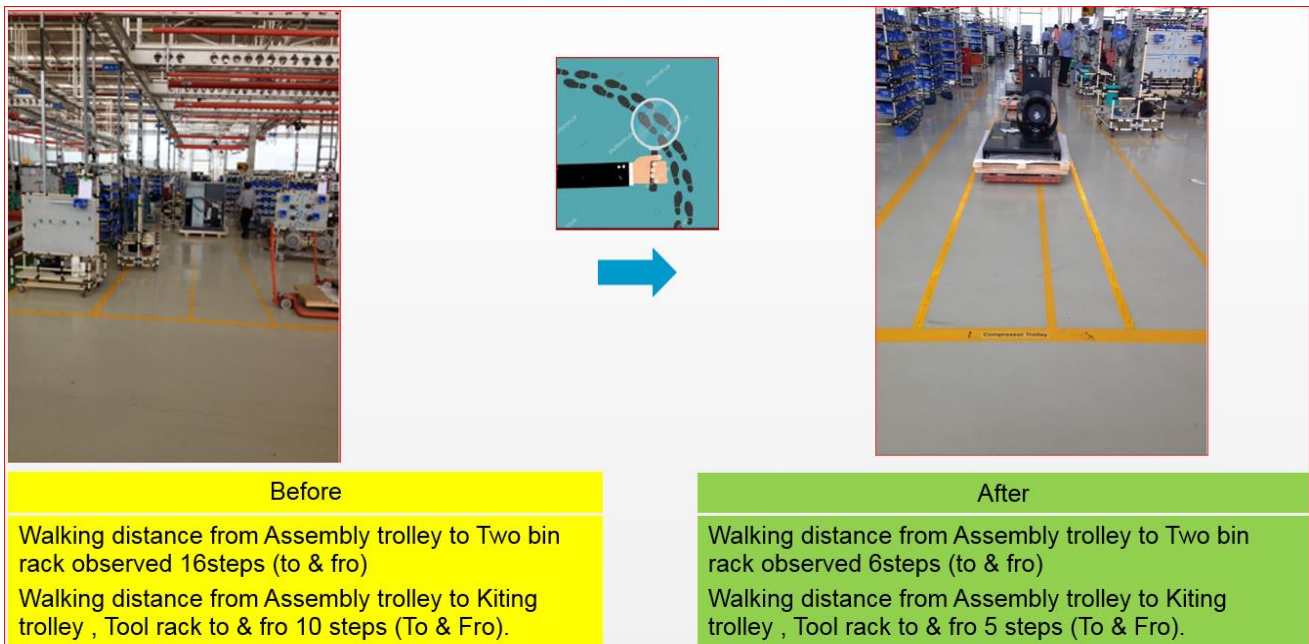 Compressor Trolley
Before
Walking distance from Assembly trolley to Two bin
rack observed 16steps (to & fro)
Walking distance from Assembly trolley to Kiting
trolley , Tool rack to & fro 10 steps (To & Fro).
After
Walking distance from Assembly trolley to Two bin
rack observed 6steps (to & fro)
Walking distance from Assembly trolley to Kiting
trolley , Tool rack to & fro 5 steps (To & Fro).